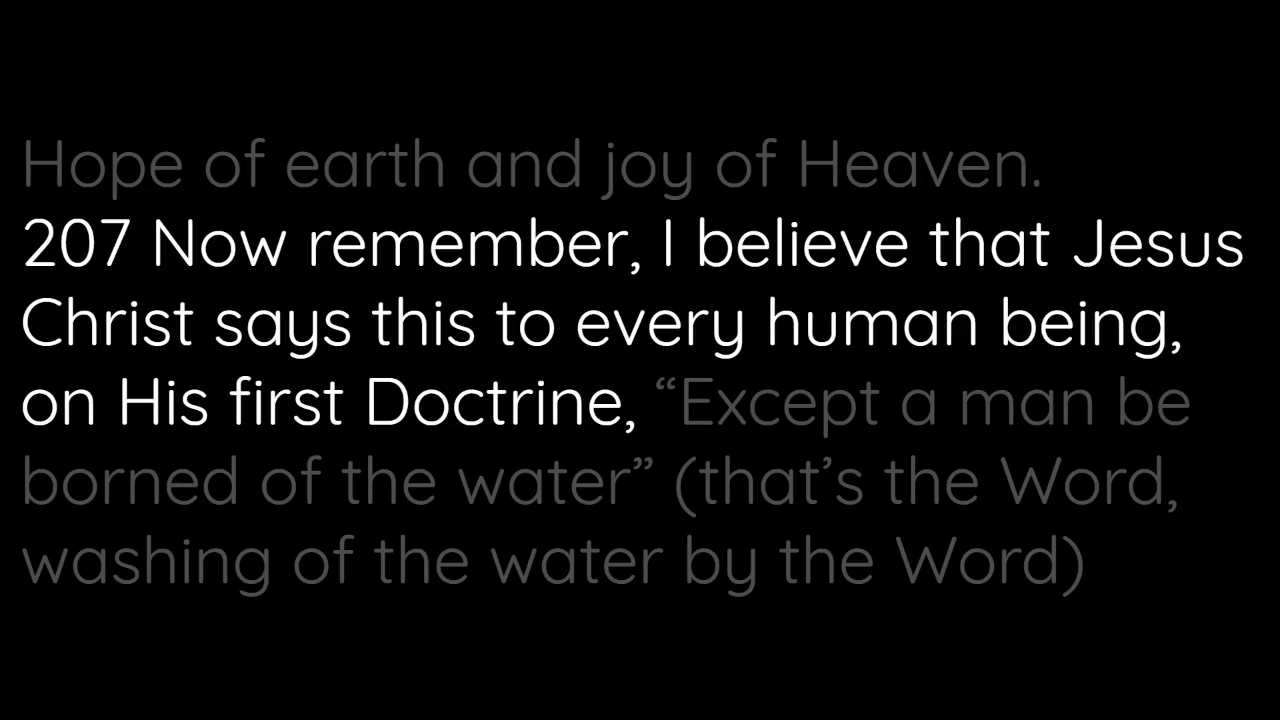 Hope of earth and joy of Heaven.
207 Now remember, I believe that Jesus
Christ says this to every human being,
on His first Doctrine, “Except a man be
borned of the water” (that’s the Word,
washing of the water by the Word)